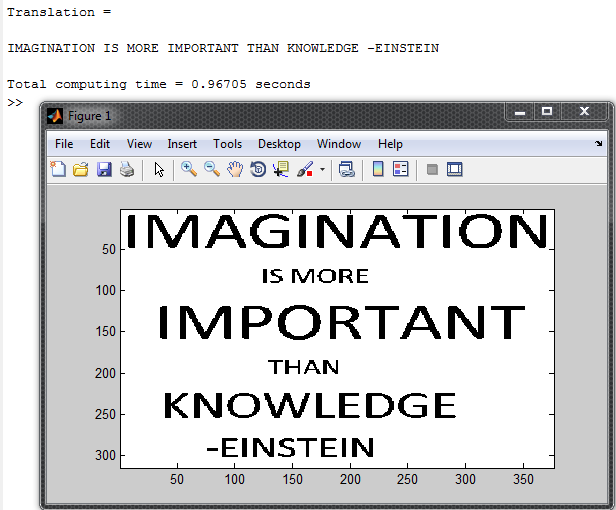 Translation =
IMAGINATION IS MORE IMPORTANT THAN KNOWLEDGE -EINSTEIN
Total computing time = 0.96705 seconds
>>
Figure 1
File Edit View Insert Tools Desktop Window Help
IMAGINATION
50
IS MORE
100
IMPORTANT
150
THAN
200
KNOWLEDGE
250
-EINSTEIN
300
50 100 150 200 250 300 350